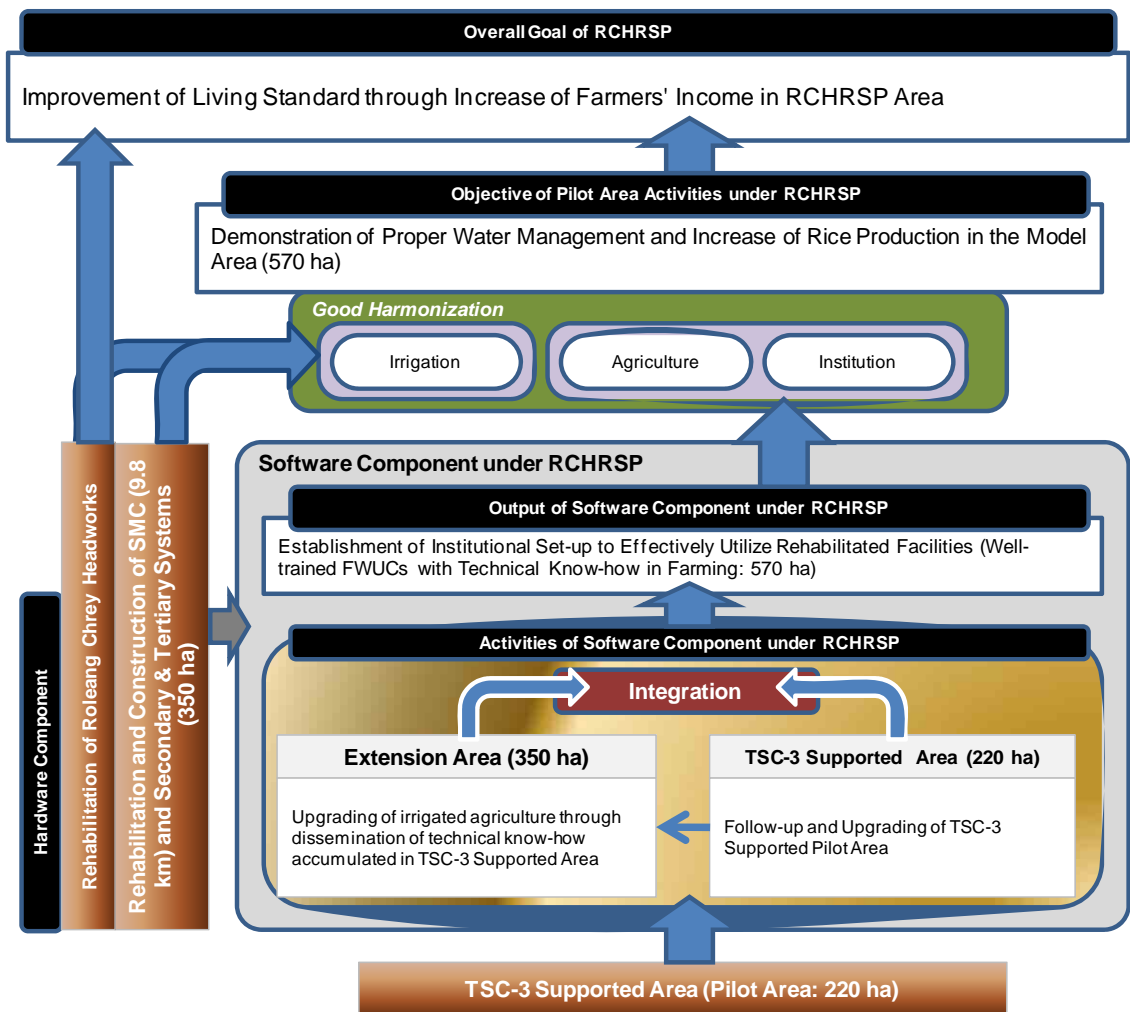 Overall Goal of RCHRSP
Improvement of Living Standard through Increase of Farmers' Income in RCHRSP Area
Objective of Pilot Area Activities under RCHRSP
Demonstration of Proper Water Management and Increase of Rice Production in the Model
Area (570 ha)
Good Harmonization
Irrigation
Agriculture
Institution
Hardware Component
Rehabilitation of Roleang Chrey Headworks
Rehabilitation and Construction of SMC (9.8
km) and Secondary & Tertiary Systems
(350 ha)
Software Component under RCHRSP
Output of Software Component under RCHRSP
Establishment of Institutional Set-up to Effectively Utilize Rehabilitated Facilities (Well-
trained FWUCs with Technical Know-how in Farming: 570 ha)
Activities of Software Component under RCHRSP
Integration
Extension Area (350 ha)
Upgrading of irrigated agriculture through
dissemination of technical know-how
accumulated in TSC-3 Supported Area
TSC-3 Supported Area (220 ha)
Follow-up and Upgrading of TSC-3
Supported Pilot Area
TSC-3 Supported Area (Pilot Area: 220 ha)